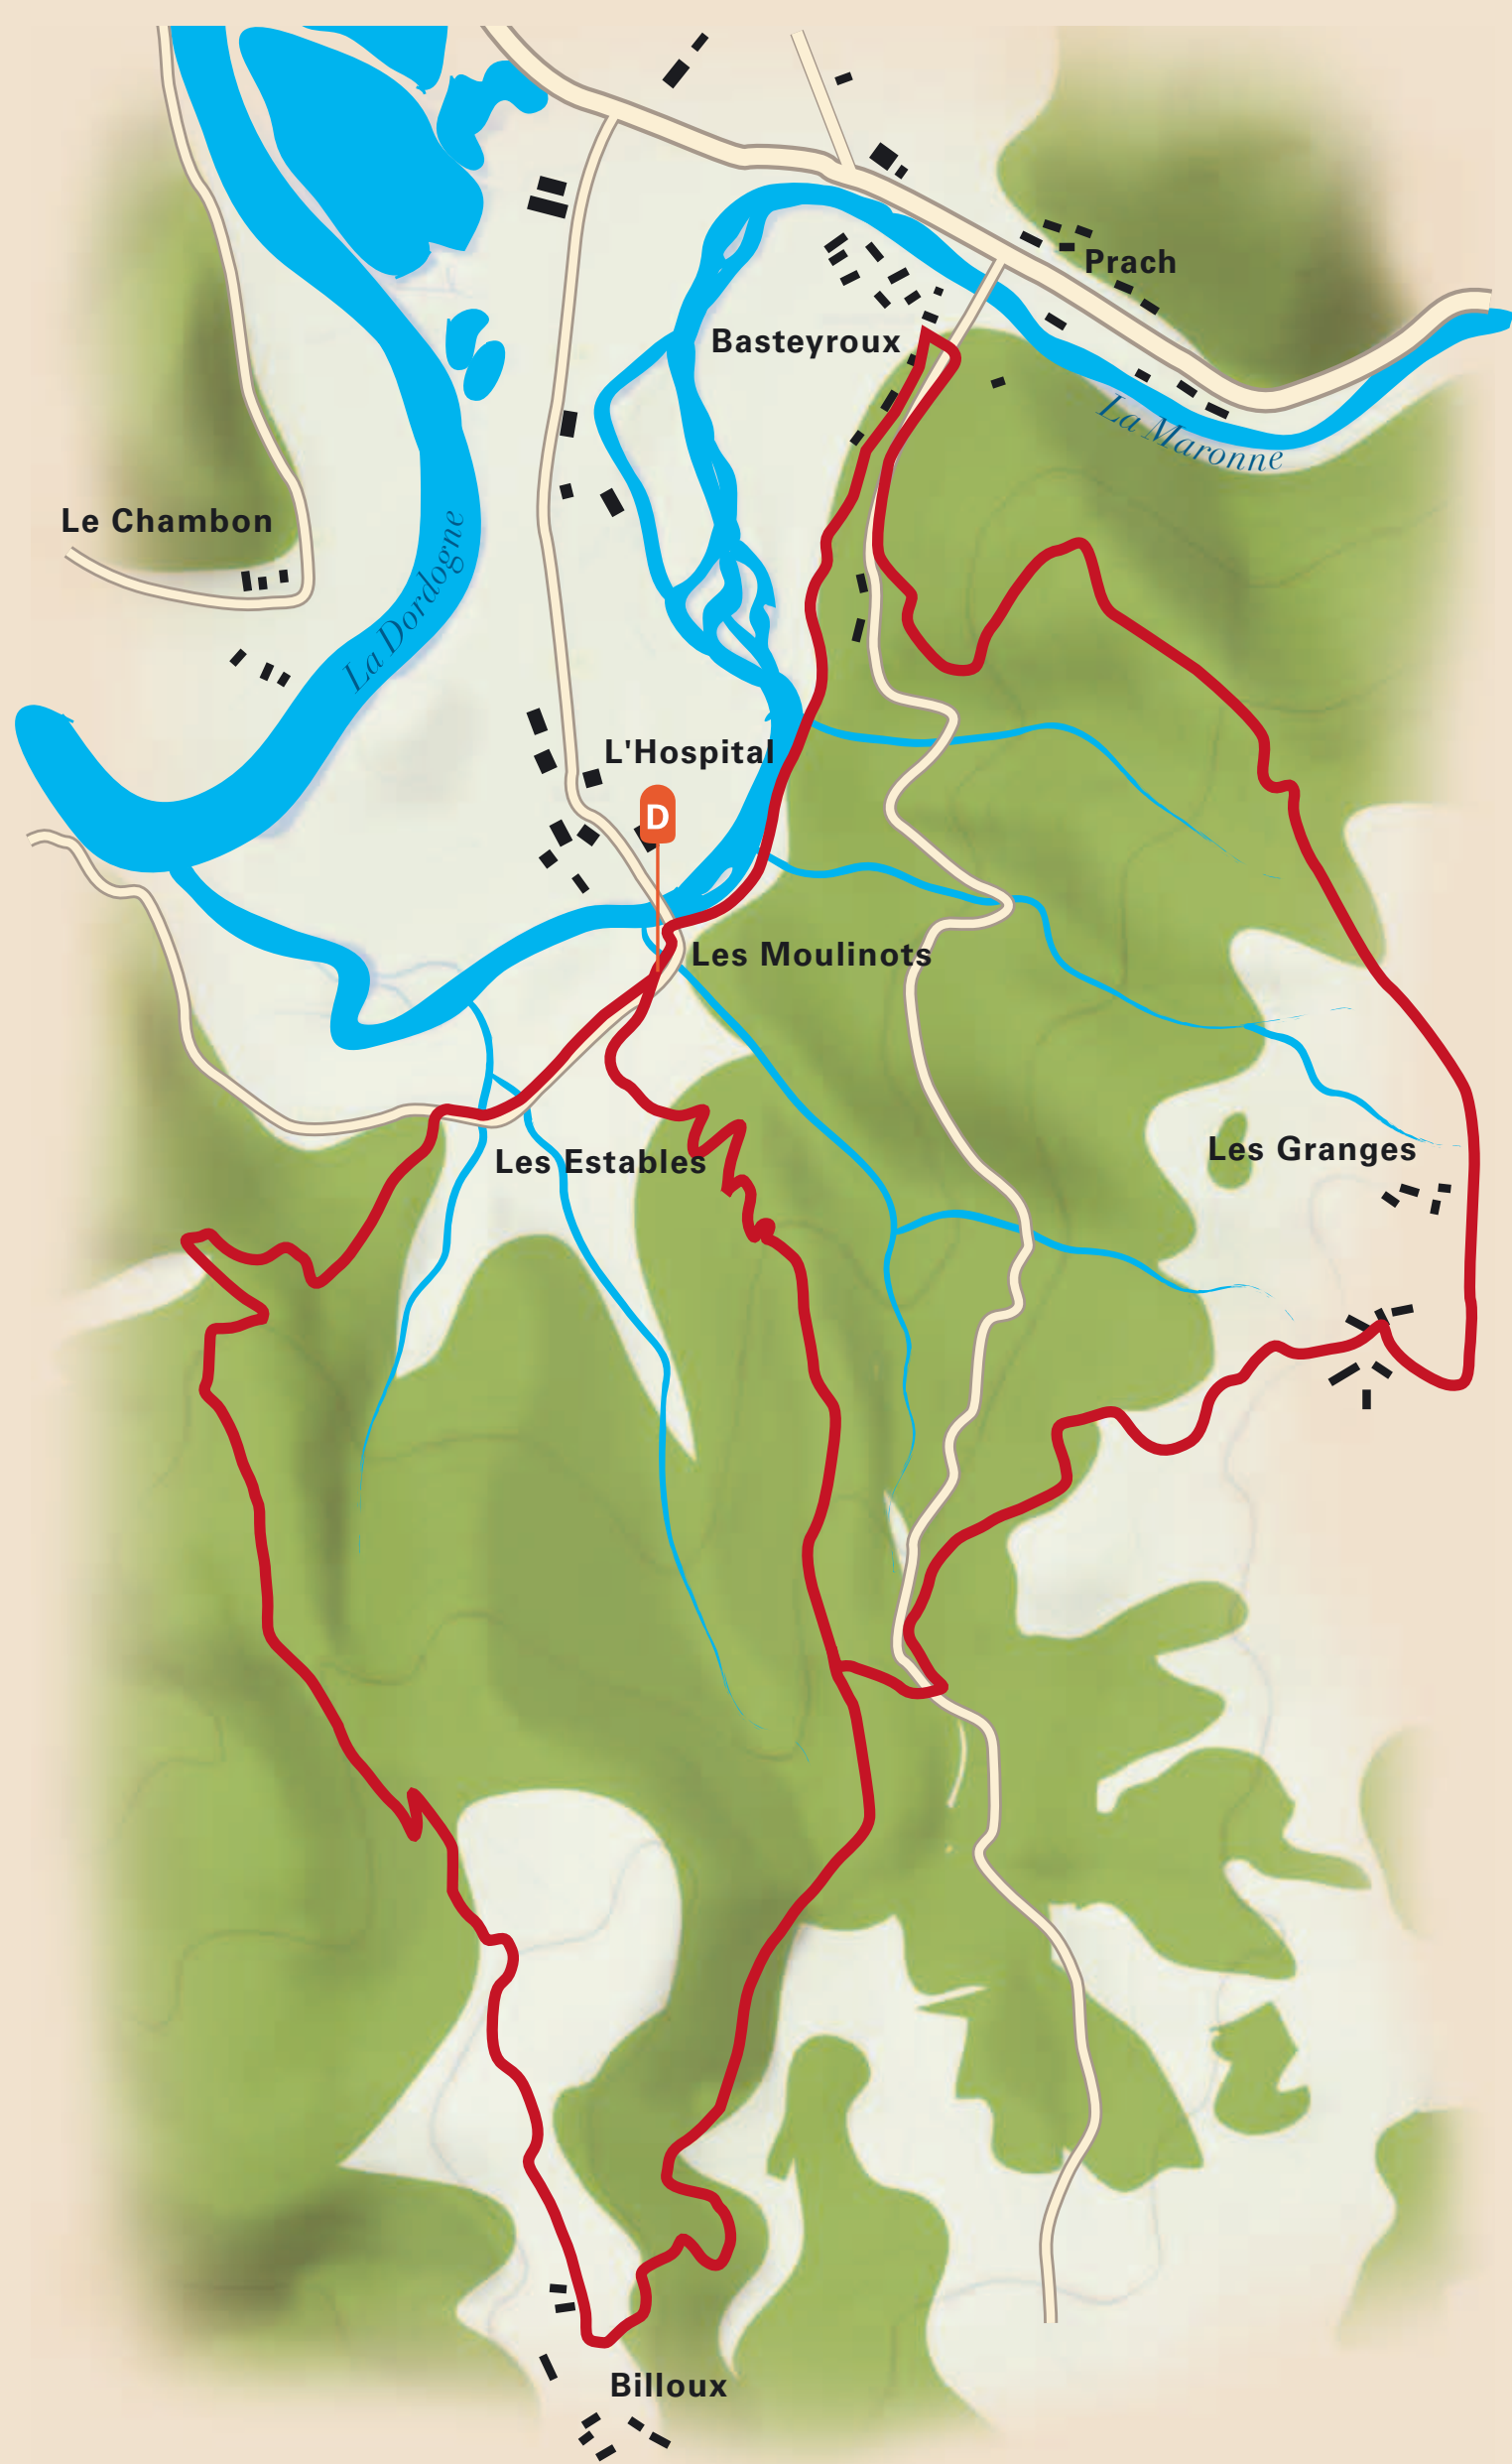 Prach
Basteyroux
La Maronne
Le Chambon
La Dordogne
L'Hospital
D
Les Moulinots
Les Granges
Les Estables
Billoux